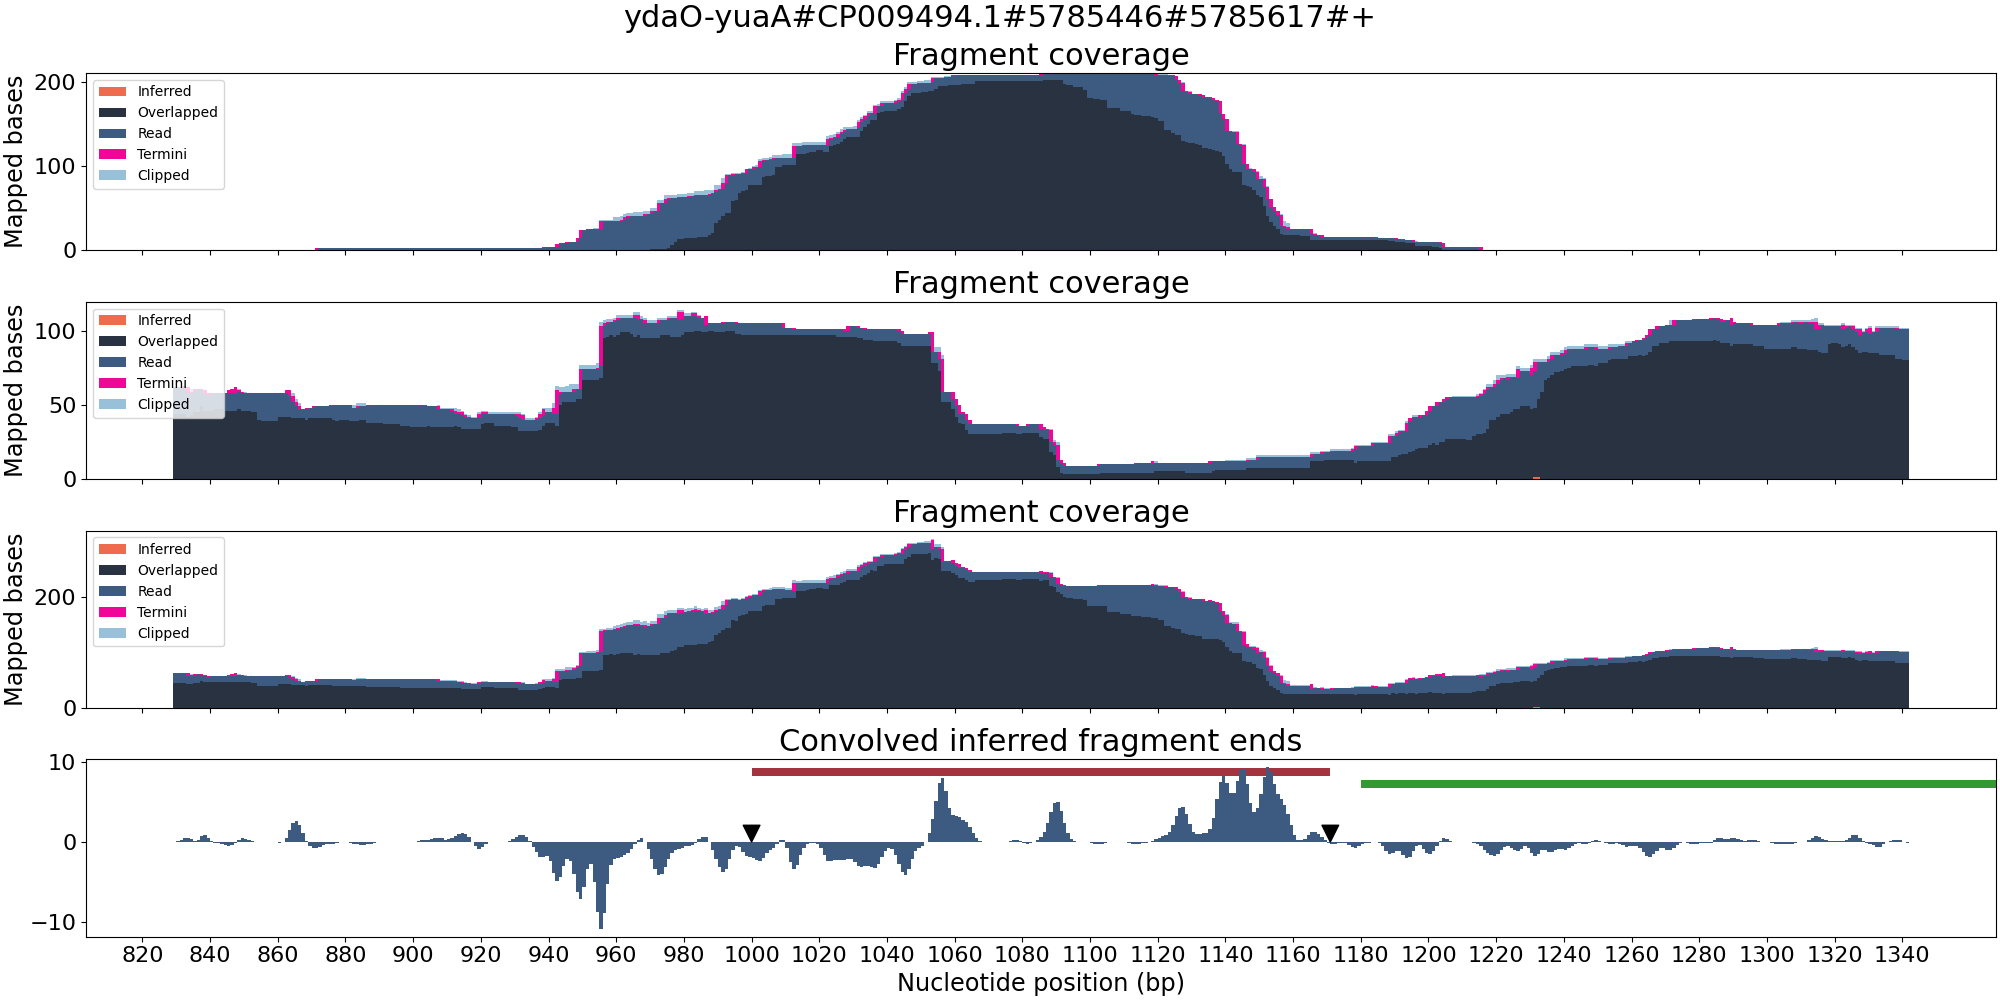 ydaO-yuaA#CP009494.1#5785446#5785617#+
Fragment coverage
Mapped bases
200
100
0
Inferred
Overlapped
Read
Termini
Clipped
Fragment coverage
Mapped bases
100
50
0
Inferred
Overlapped
Read
Termini
Clipped
Fragment coverage
Mapped bases
200
0
Inferred
Overlapped
Read
Termini
Clipped
Convolved inferred fragment ends
10
0
−10
820 840 860 880 900 920 940 960 980 1000 1020 1040 1060 1080 1100 1120 1140 1160 1180 1200 1220 1240 1260 1280 1300 1320 1340
Nucleotide position (bp)